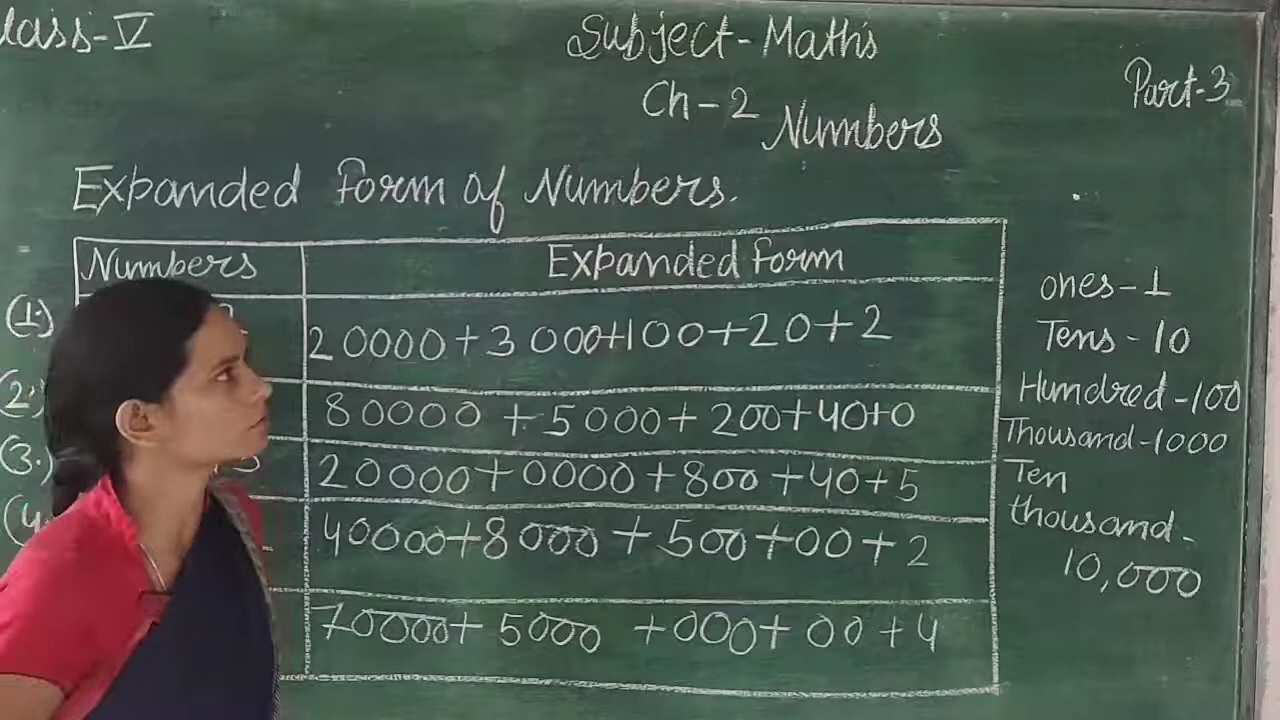 lass-V
Subject-Maths
Part-3
Ch-2
Numbers
Expanded form of Numbers.
Numbers
Expanded form
(1.)
20000+3000+100+20+2
(2.)
80000+5000+200+40+0
(3.)
20000+0000+800+40+5
(4.
40000+8000+500+00+2
70000+5000+000+00+4
ones-1
Tens-10
Hundred-100
Thousand-1000
Ten
thousand-
10,000